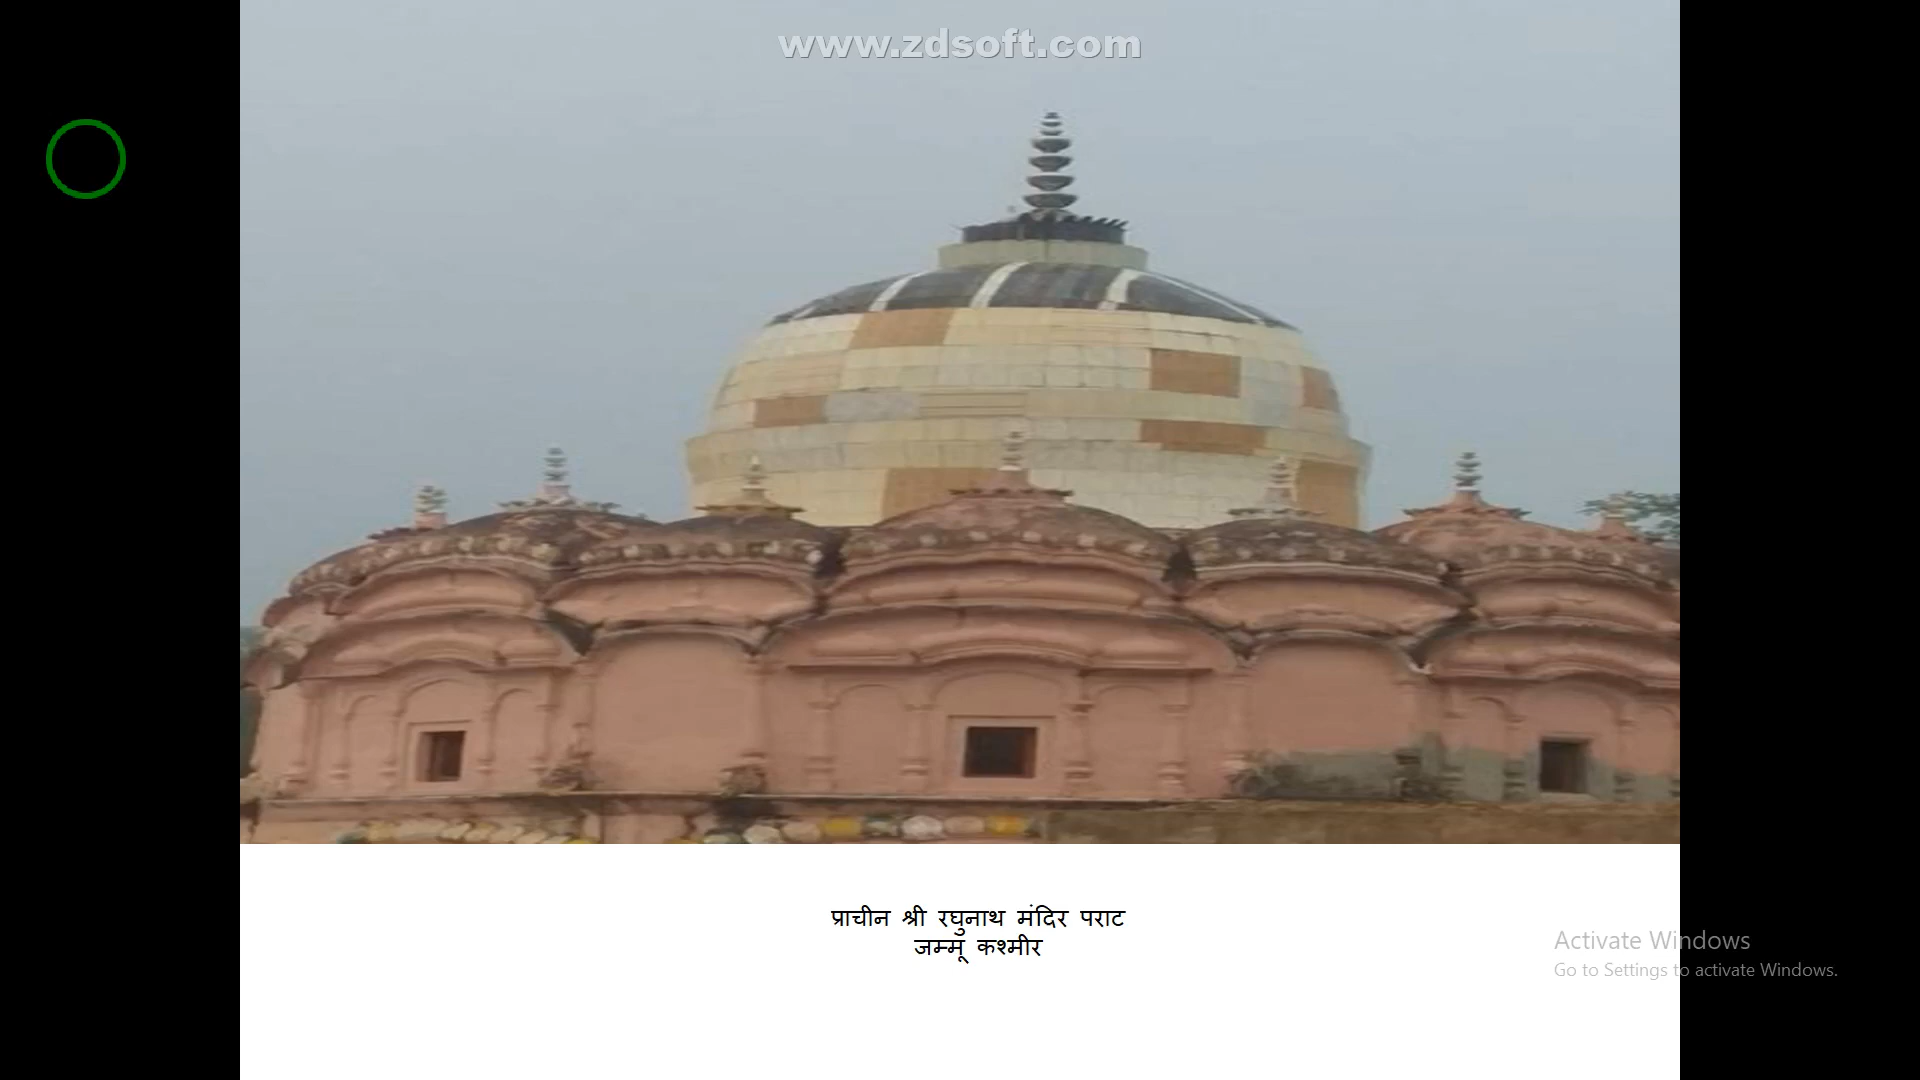 www.zdsoft.com
प्राचीन श्री रघुनाथ मंदिर पराट
जम्मू कश्मीर
Activate Windows
Go to Settings to activate Windows.